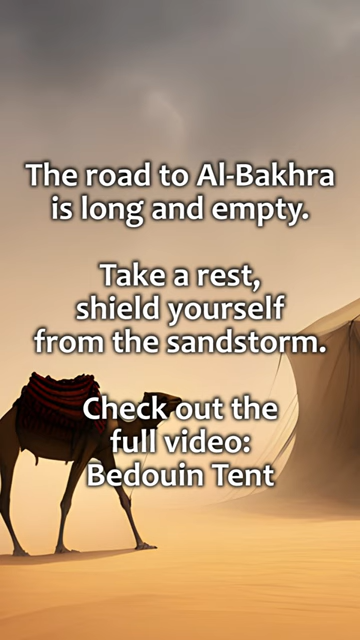 The road to Al-Bakhra
is long and empty.
Take a rest,
shield yourself
from the sandstorm.
Check out the
full video:
Bedouin Tent